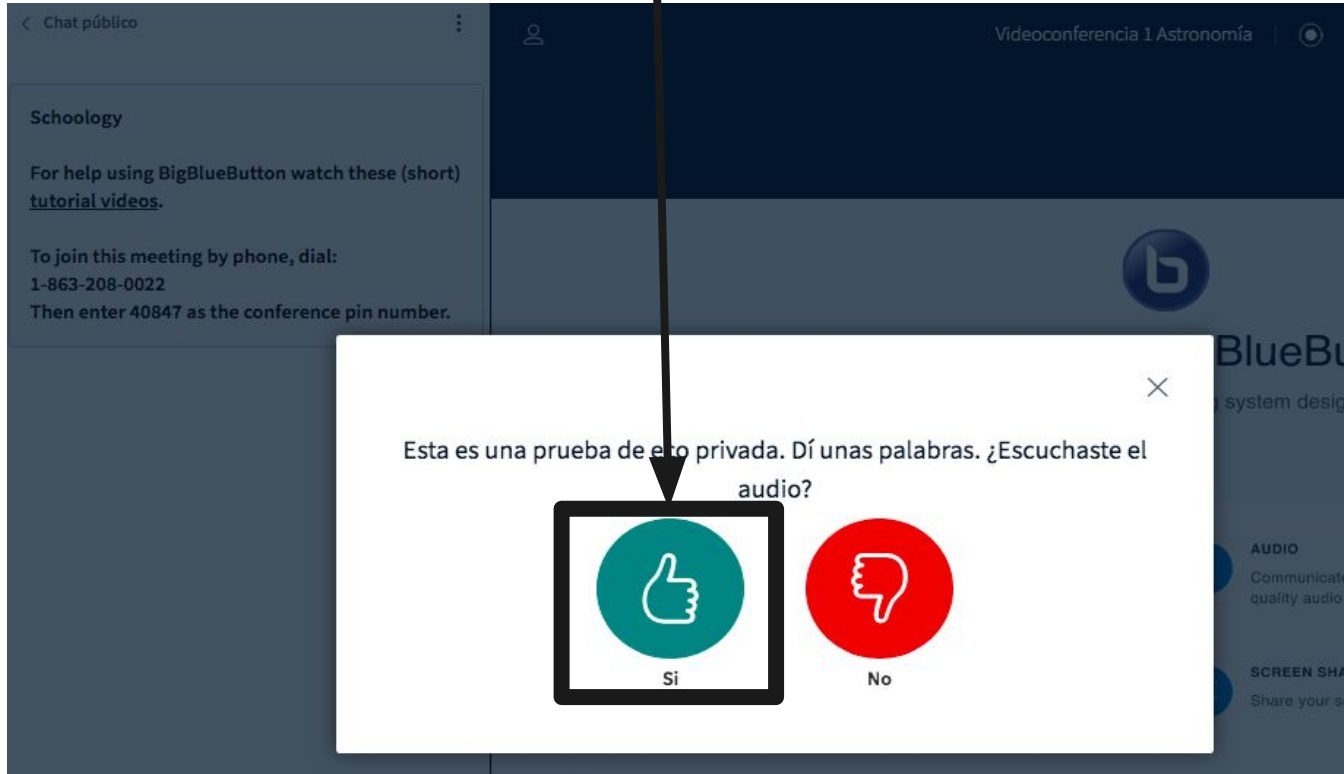 Chat público
Videoconferencia 1 Astronomía
Schoology
For help using BigBlueButton watch these (short)
tutorial videos.
To join this meeting by phone, dial:
1-863-208-0022
Then enter 40847 as the conference pin number.
BlueBu
system desig
Esta es una prueba de eco privada. Dí unas palabras. ¿Escuchaste el
audio?
Si
No
AUDIO
Communicate
quality audio
SCREEN SHA
Share your s